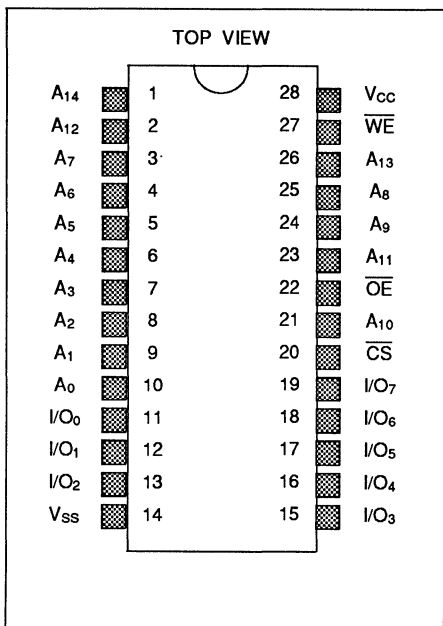 TOP VIEW
A14 1 28 VCC
A12 2 27 WE
A7 3 26 A13
A6 4 25 A8
A5 5 24 A9
A4 6 23 A11
A3 7 22 OE
A2 8 21 A10
A1 9 20 CS
A0 10 19 I/O7
I/O0 11 18 I/O6
I/O1 12 17 I/O5
I/O2 13 16 I/O4
VSS 14 15 I/O3